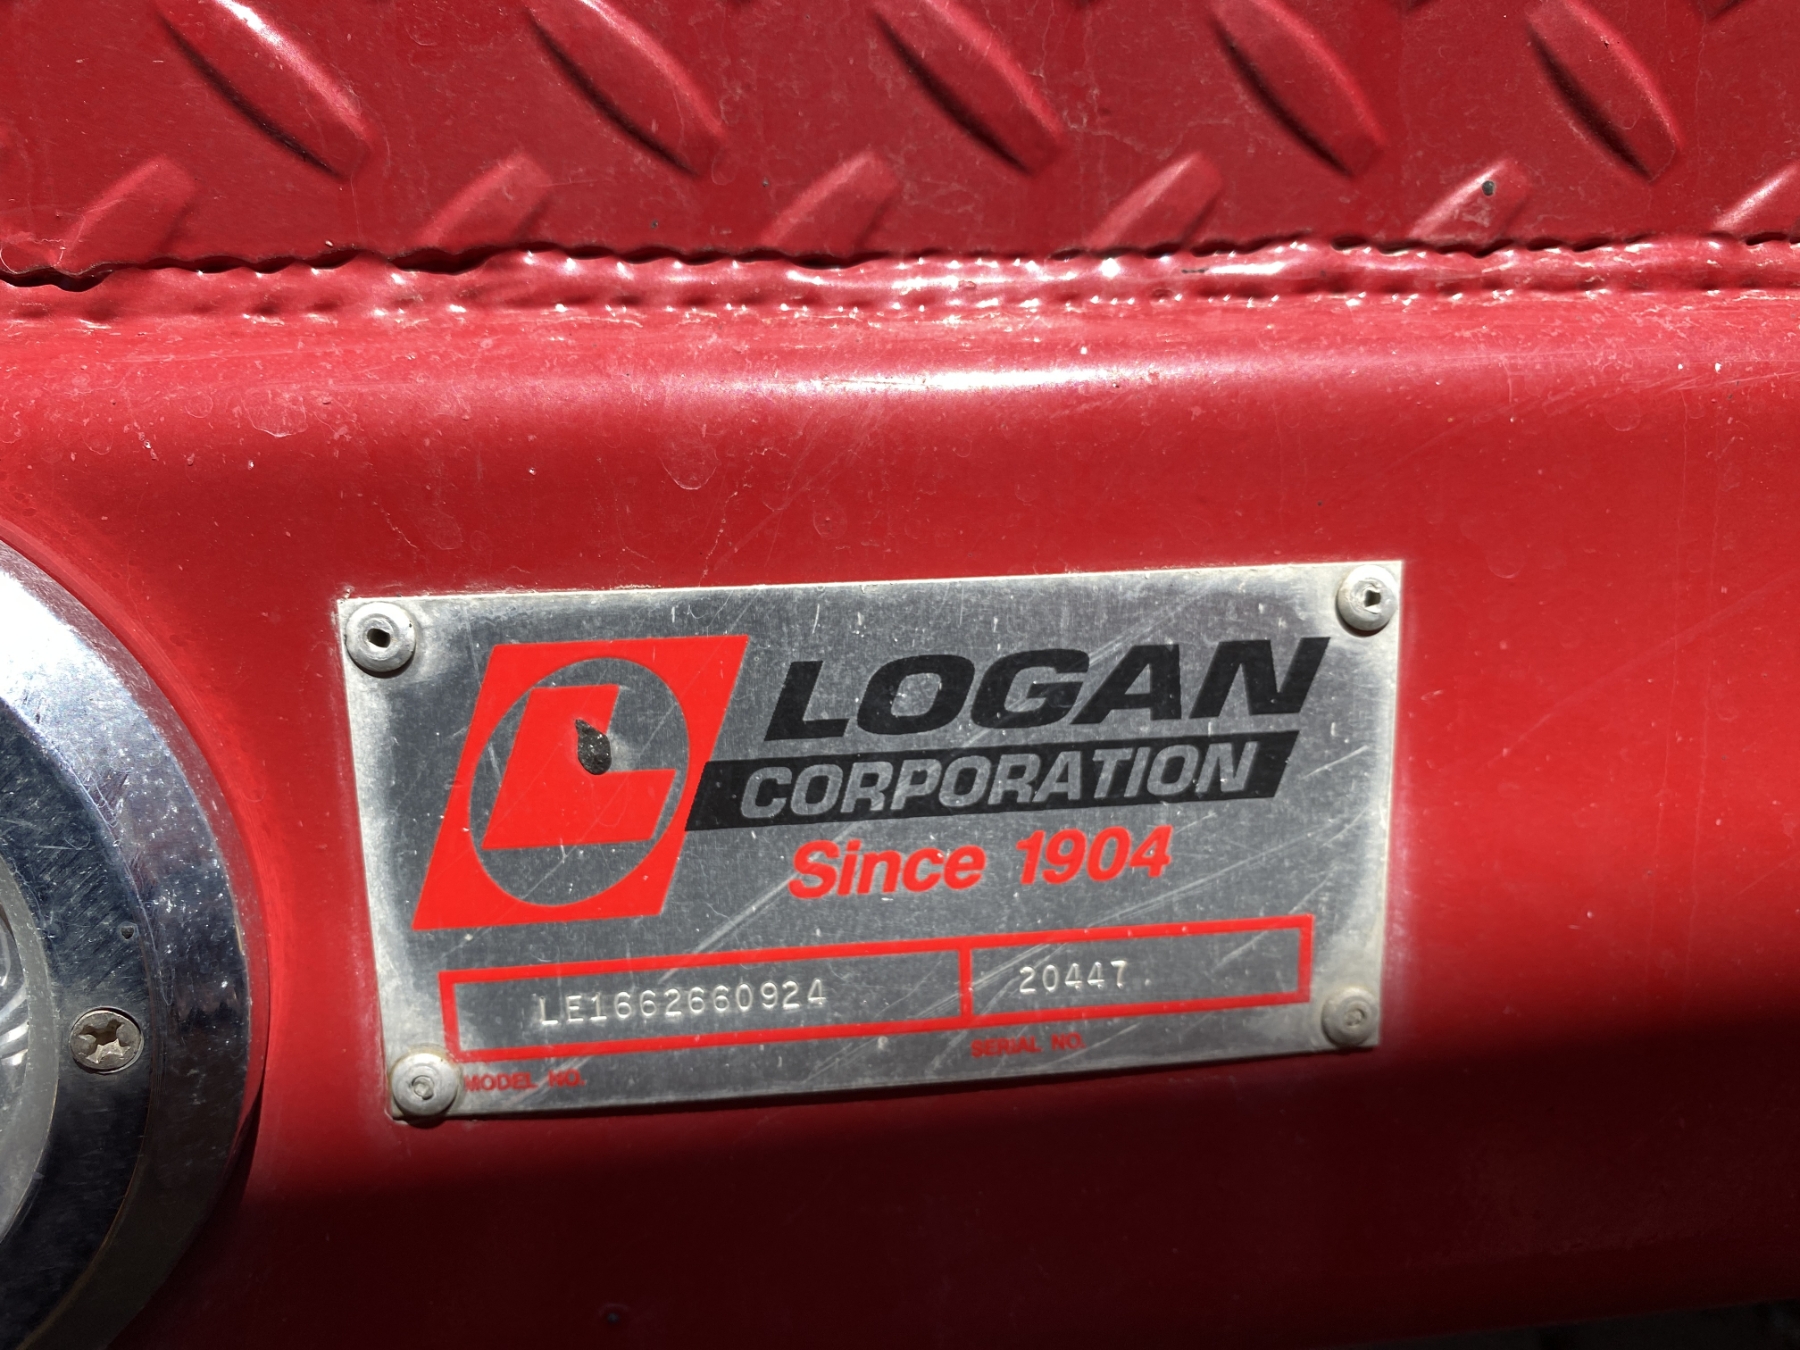 L
LOGAN
CORPORATION
Since 1904
LE1662660924
20447.
MODEL NO.
SERIAL NO.